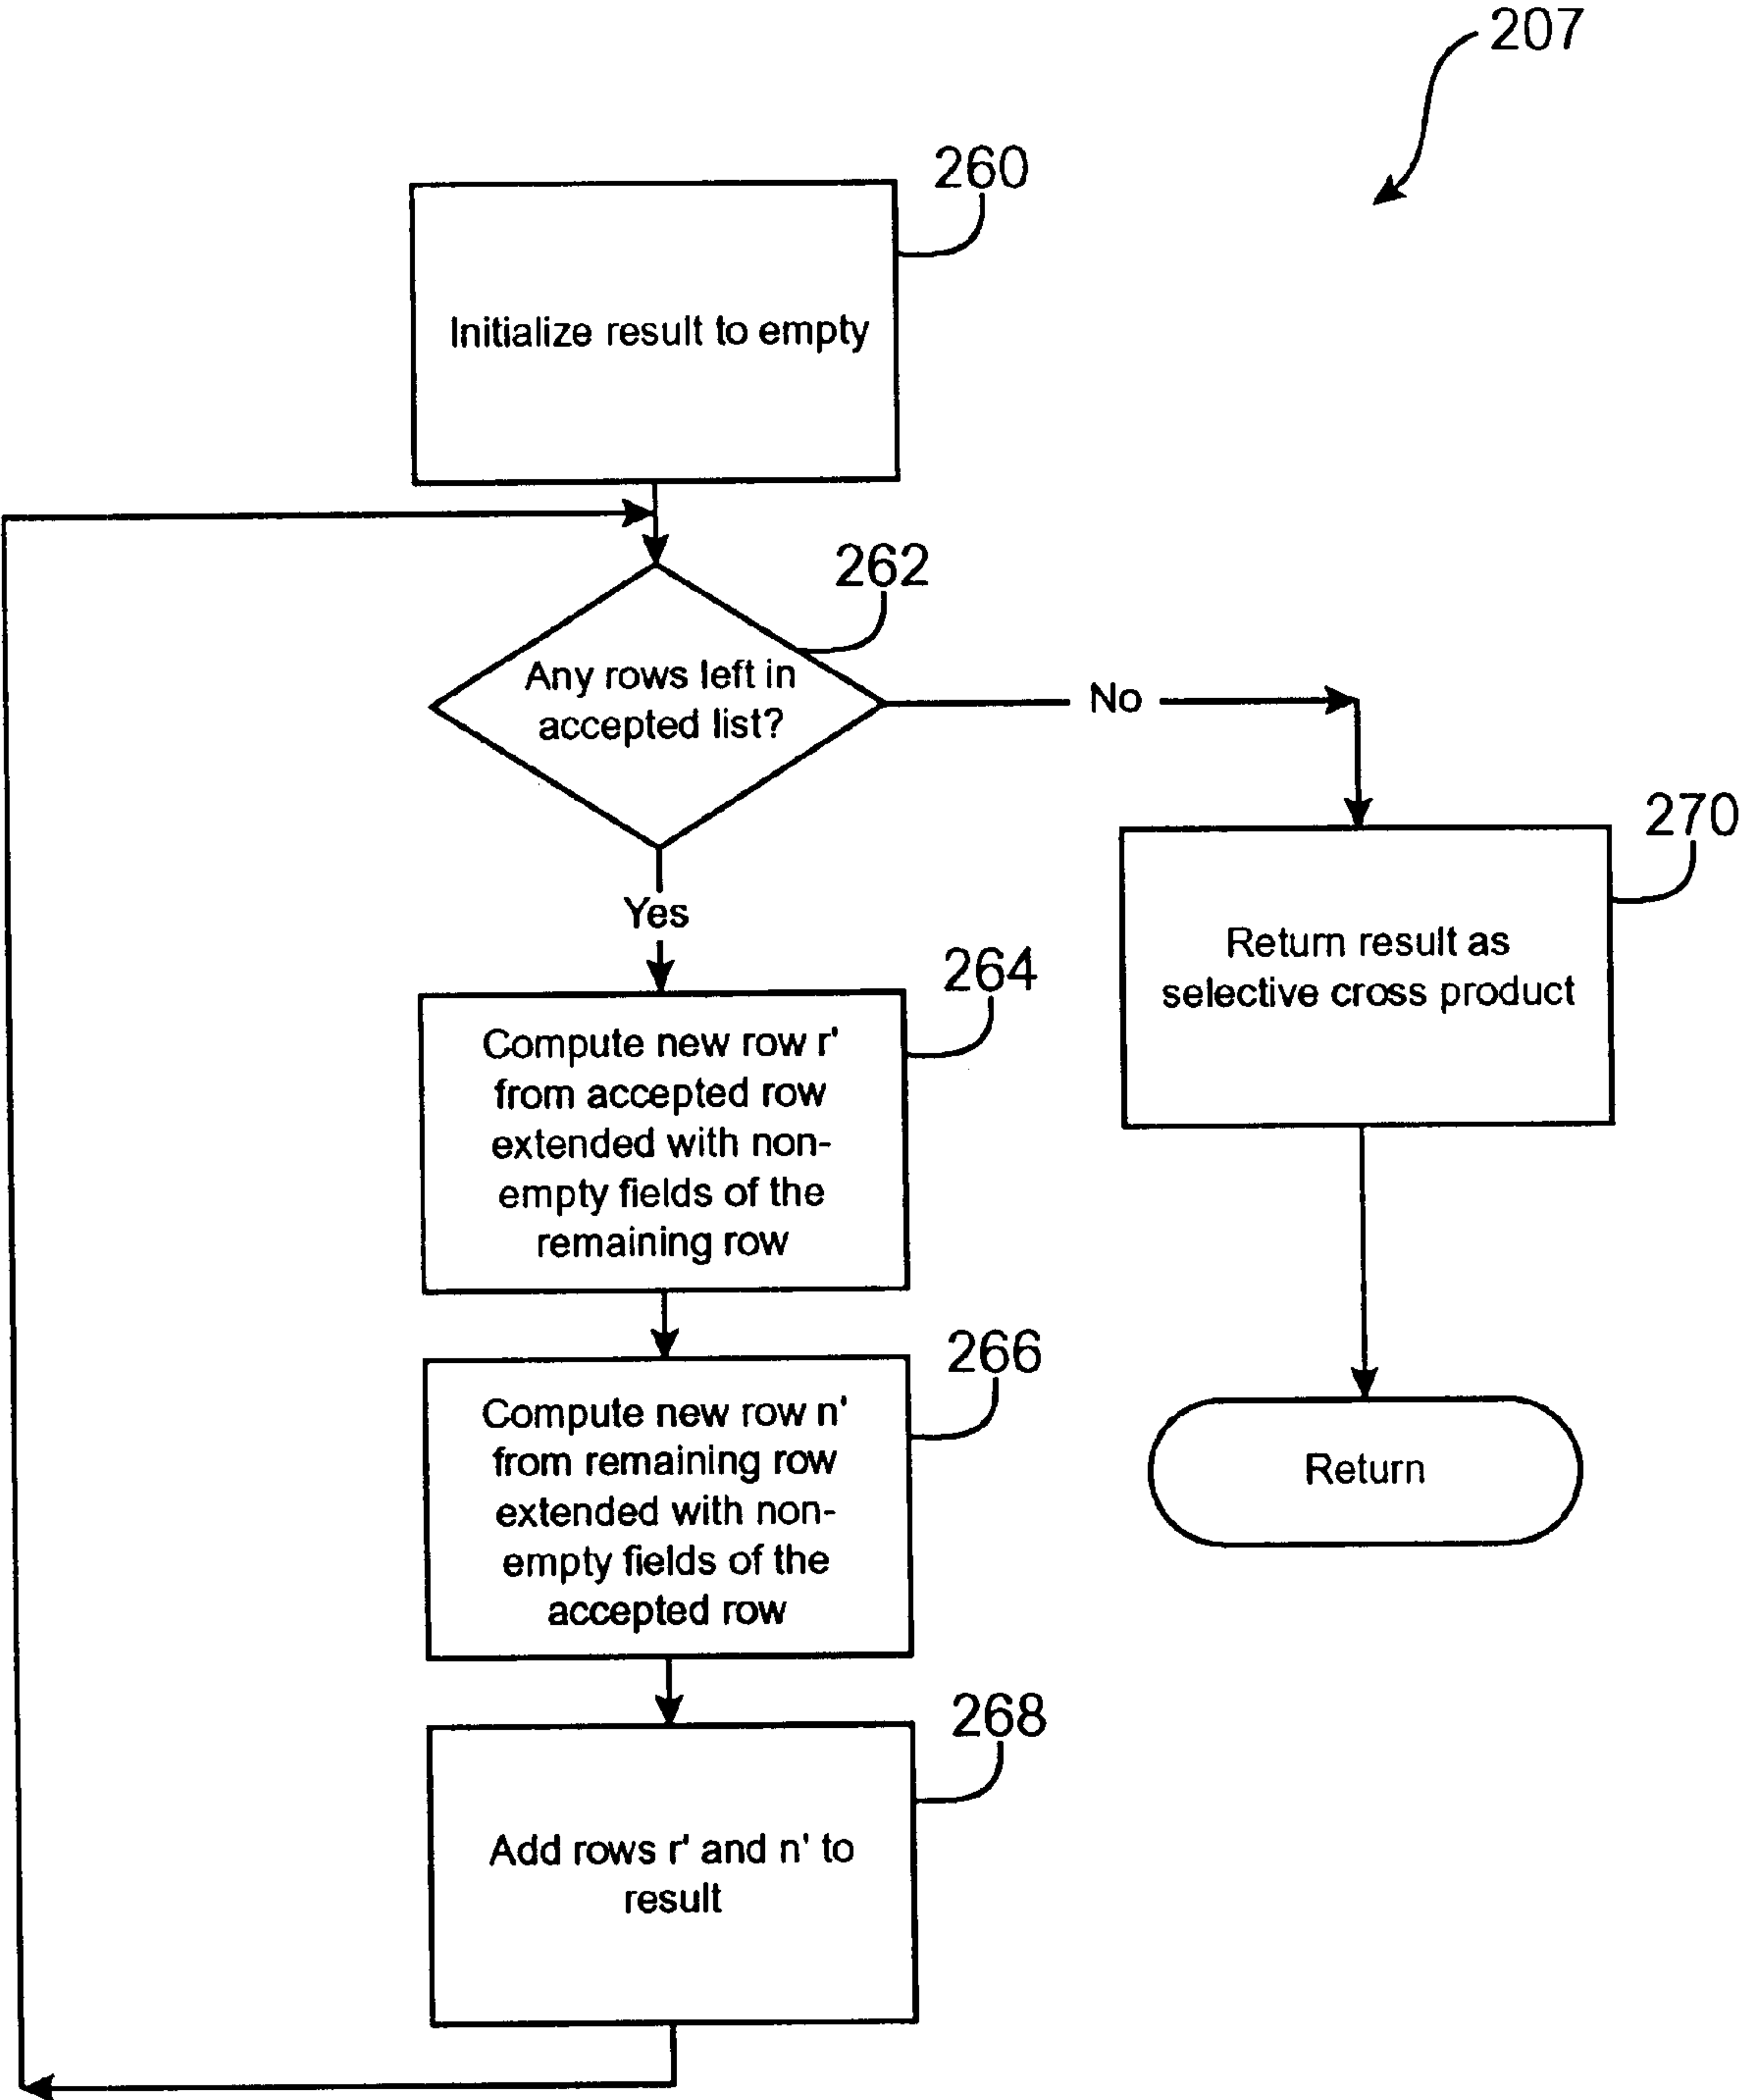 207
260
Initialize result to empty
262
Any rows left in
accepted list?
No
270
Return result as
selective cross product
Yes
264
Compute new row r'
from accepted row
extended with non-
empty fields of the
remaining row
266
Compute new row n'
from remaining row
extended with non-
empty fields of the
accepted row
Return
268
Add rows r' and n' to
result